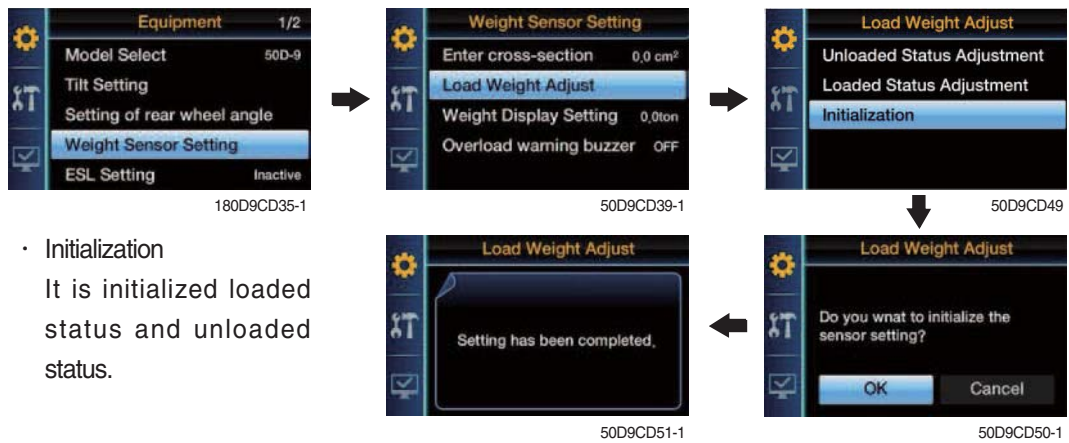 Equipment 1/2
Model Select 50D-9
Tilt Setting
Setting of rear wheel angle
Weight Sensor Setting
ESL Setting Inactive
180D9CD35-1
Weight Sensor Setting
Enter cross-section 0,0 cm²
Load Weight Adjust
Weight Display Setting 0,0ton
Overload warning buzzer OFF
50D9CD39-1
Load Weight Adjust
Unloaded Status Adjustment
Loaded Status Adjustment
Initialization
50D9CD49
· Initialization
It is initialized loaded
status and unloaded
status.
Load Weight Adjust
Do you wnat to initialize the
sensor setting?
OK Cancel
50D9CD50-1
Load Weight Adjust
Setting has been completed,
50D9CD51-1